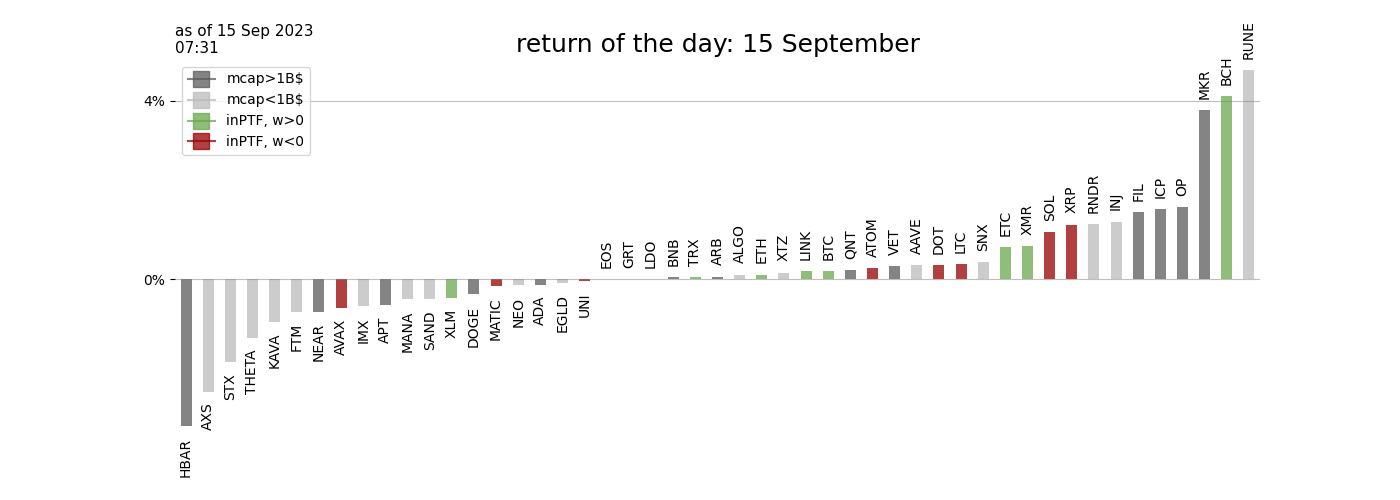 as of 15 Sep 2023
07:31
return of the day: 15 September
mcap>1B$
mcap<1B$
inPTF, w>0
inPTF, w<0
4%
0%
HBAR
AXS
STX
THETA
KAVA
FTM
NEAR
AVAX
IMX
APT
MANA
SAND
XLM
DOGE
MATIC
NEO
ADA
EGLD
UNI
EOS
GRT
LDO
BNB
TRX
ARB
ALGO
ETH
XTZ
LINK
BTC
QNT
ATOM
VET
AAVE
DOT
LTC
SNX
ETC
XMR
SOL
XRP
RNDR
INJ
FIL
ICP
OP
MKR
BCH
RUNE